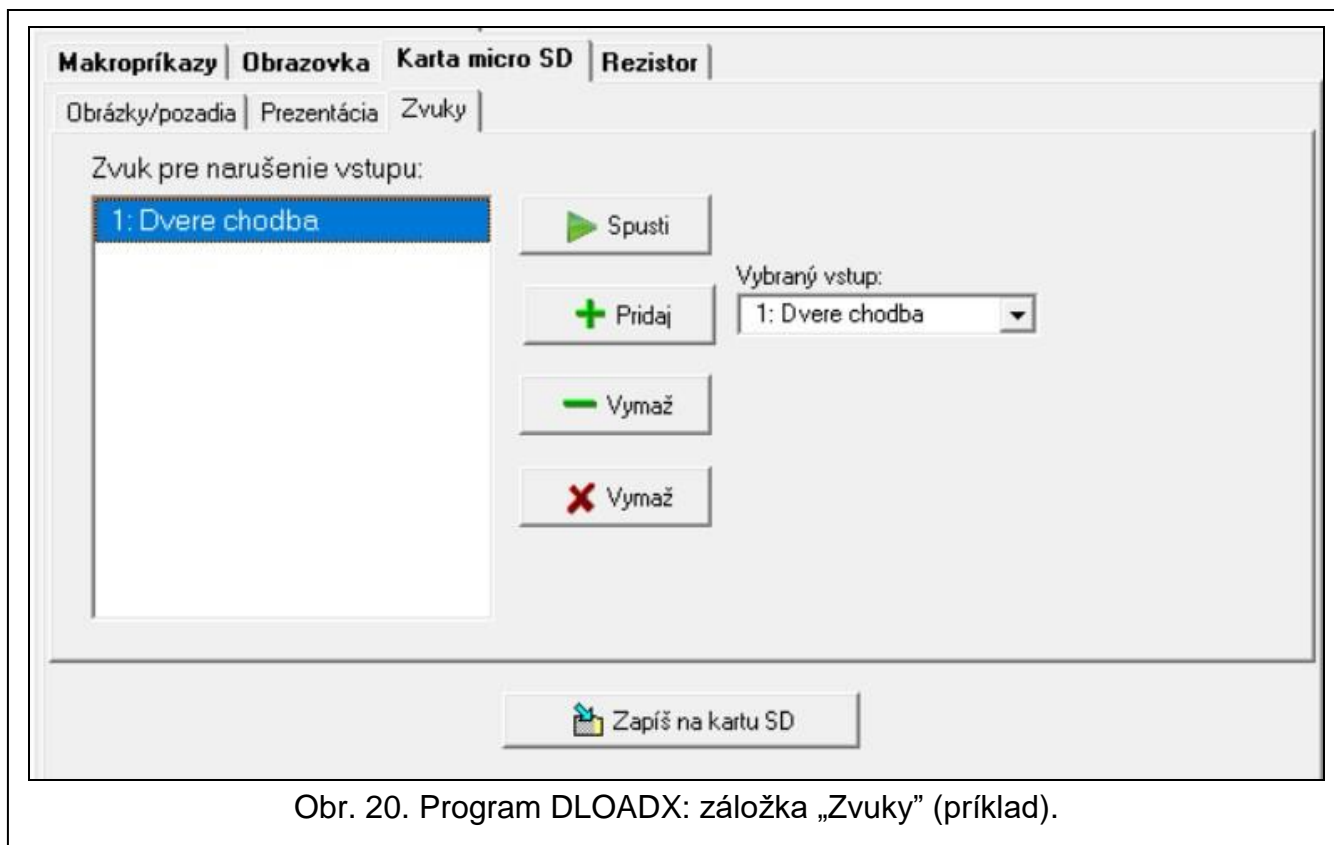 Makropríkazy Obrazovka Karta micro SD Rezistor
Obrázky/pozadia Prezentácia Zvuky
Zvuk pre narušenie vstupu:
1: Dvere chodba
Spusti
Vybraný vstup:
Pridaj
1: Dvere chodba
Vymaž
Vymaž
Zapíš na kartu SD
Obr. 20. Program DLOADX: záložka „Zvuky” (príklad).